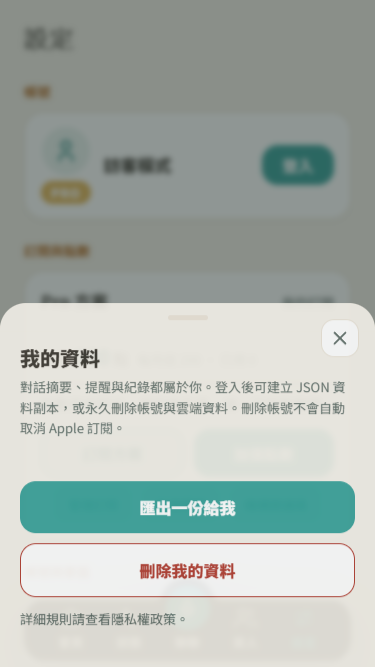 設定
登入
我的資料
對話摘要、提醒與紀錄都屬於你。登入後可建立 JSON 資
料副本，或永久刪除帳號與雲端資料。刪除帳號不會自動
取消 Apple 訂閱。
匯出一份給我
刪除我的資料
詳細規則請查看隱私權政策。